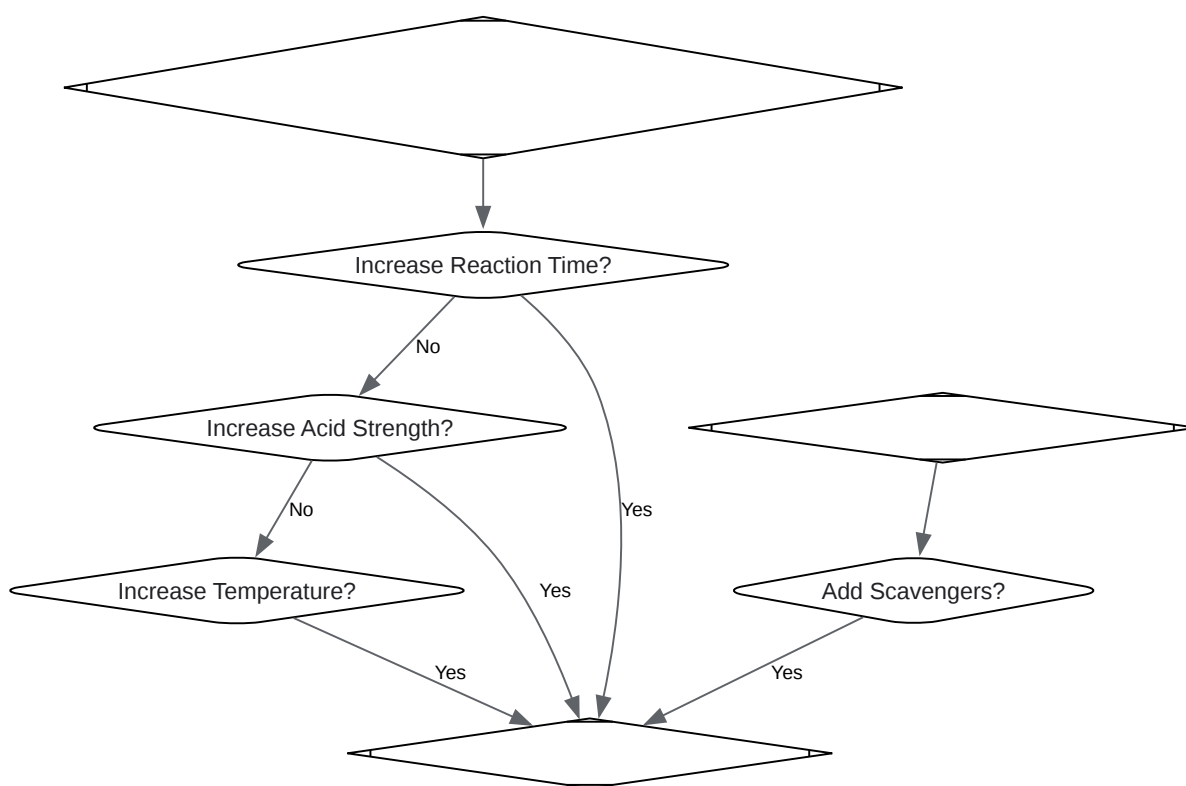 Increase Reaction Time?
No
Increase Acid Strength?
No
Yes
Increase Temperature?
Yes
Add Scavengers?
Yes
Yes